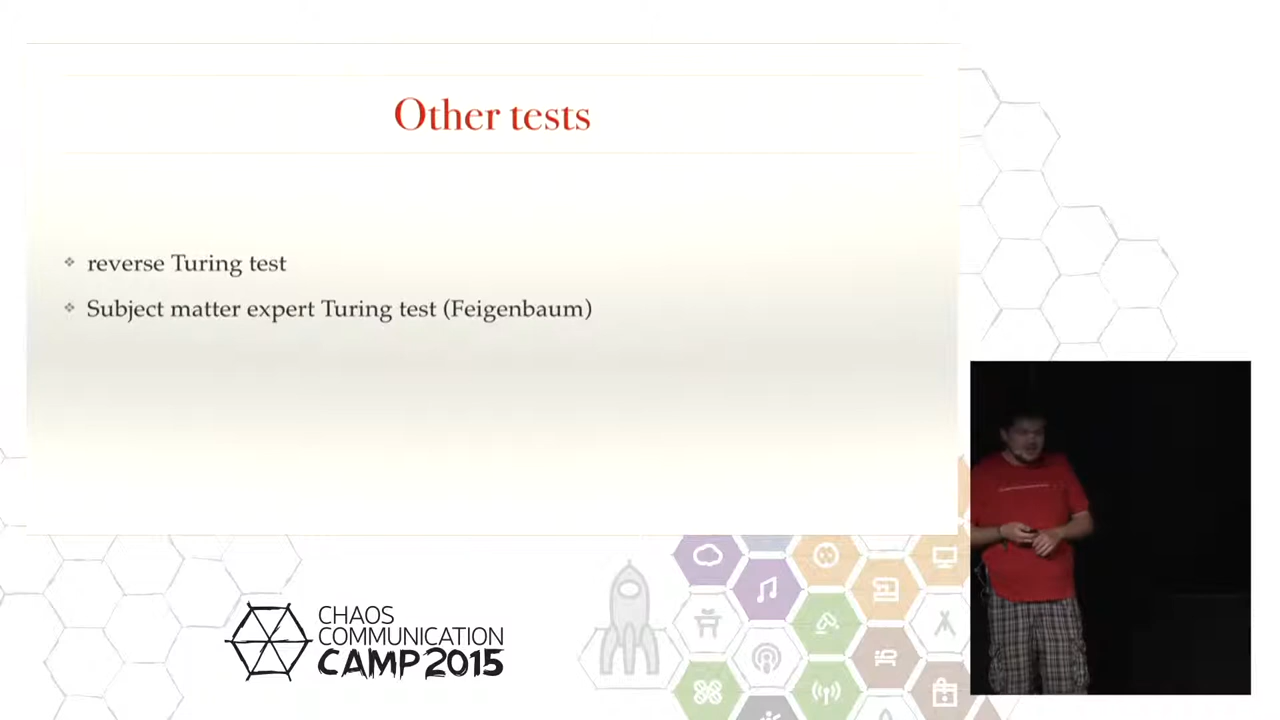 Other tests
reverse Turing test
Subject matter expert Turing test (Feigenbaum)
CHAOS
COMMUNICATION
CAMP 2015